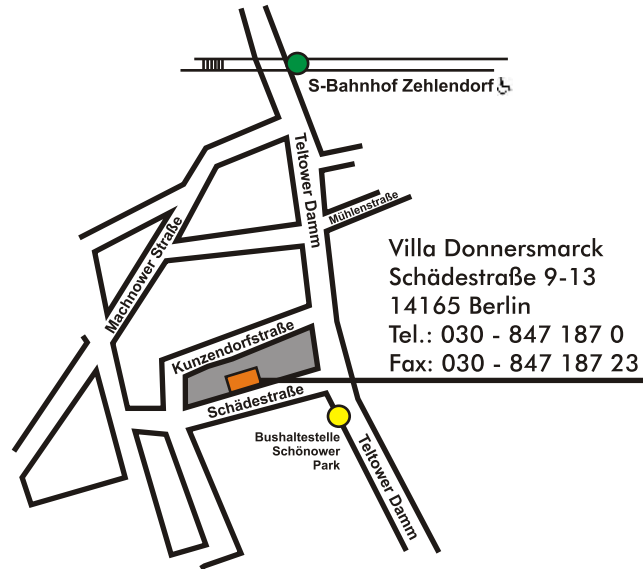 S-Bahnhof Zehlendorf
Teltower Damm
Mühlenstraße
Machnower Straße
Villa Donnersmarck
Schädestraße 9-13
14165 Berlin
Tel.: 030 - 847 187 0
Fax: 030 - 847 187 23
Kunzendorfstraße
Schädestraße
Bushaltestelle
Schönower
Park
Teltower Damm